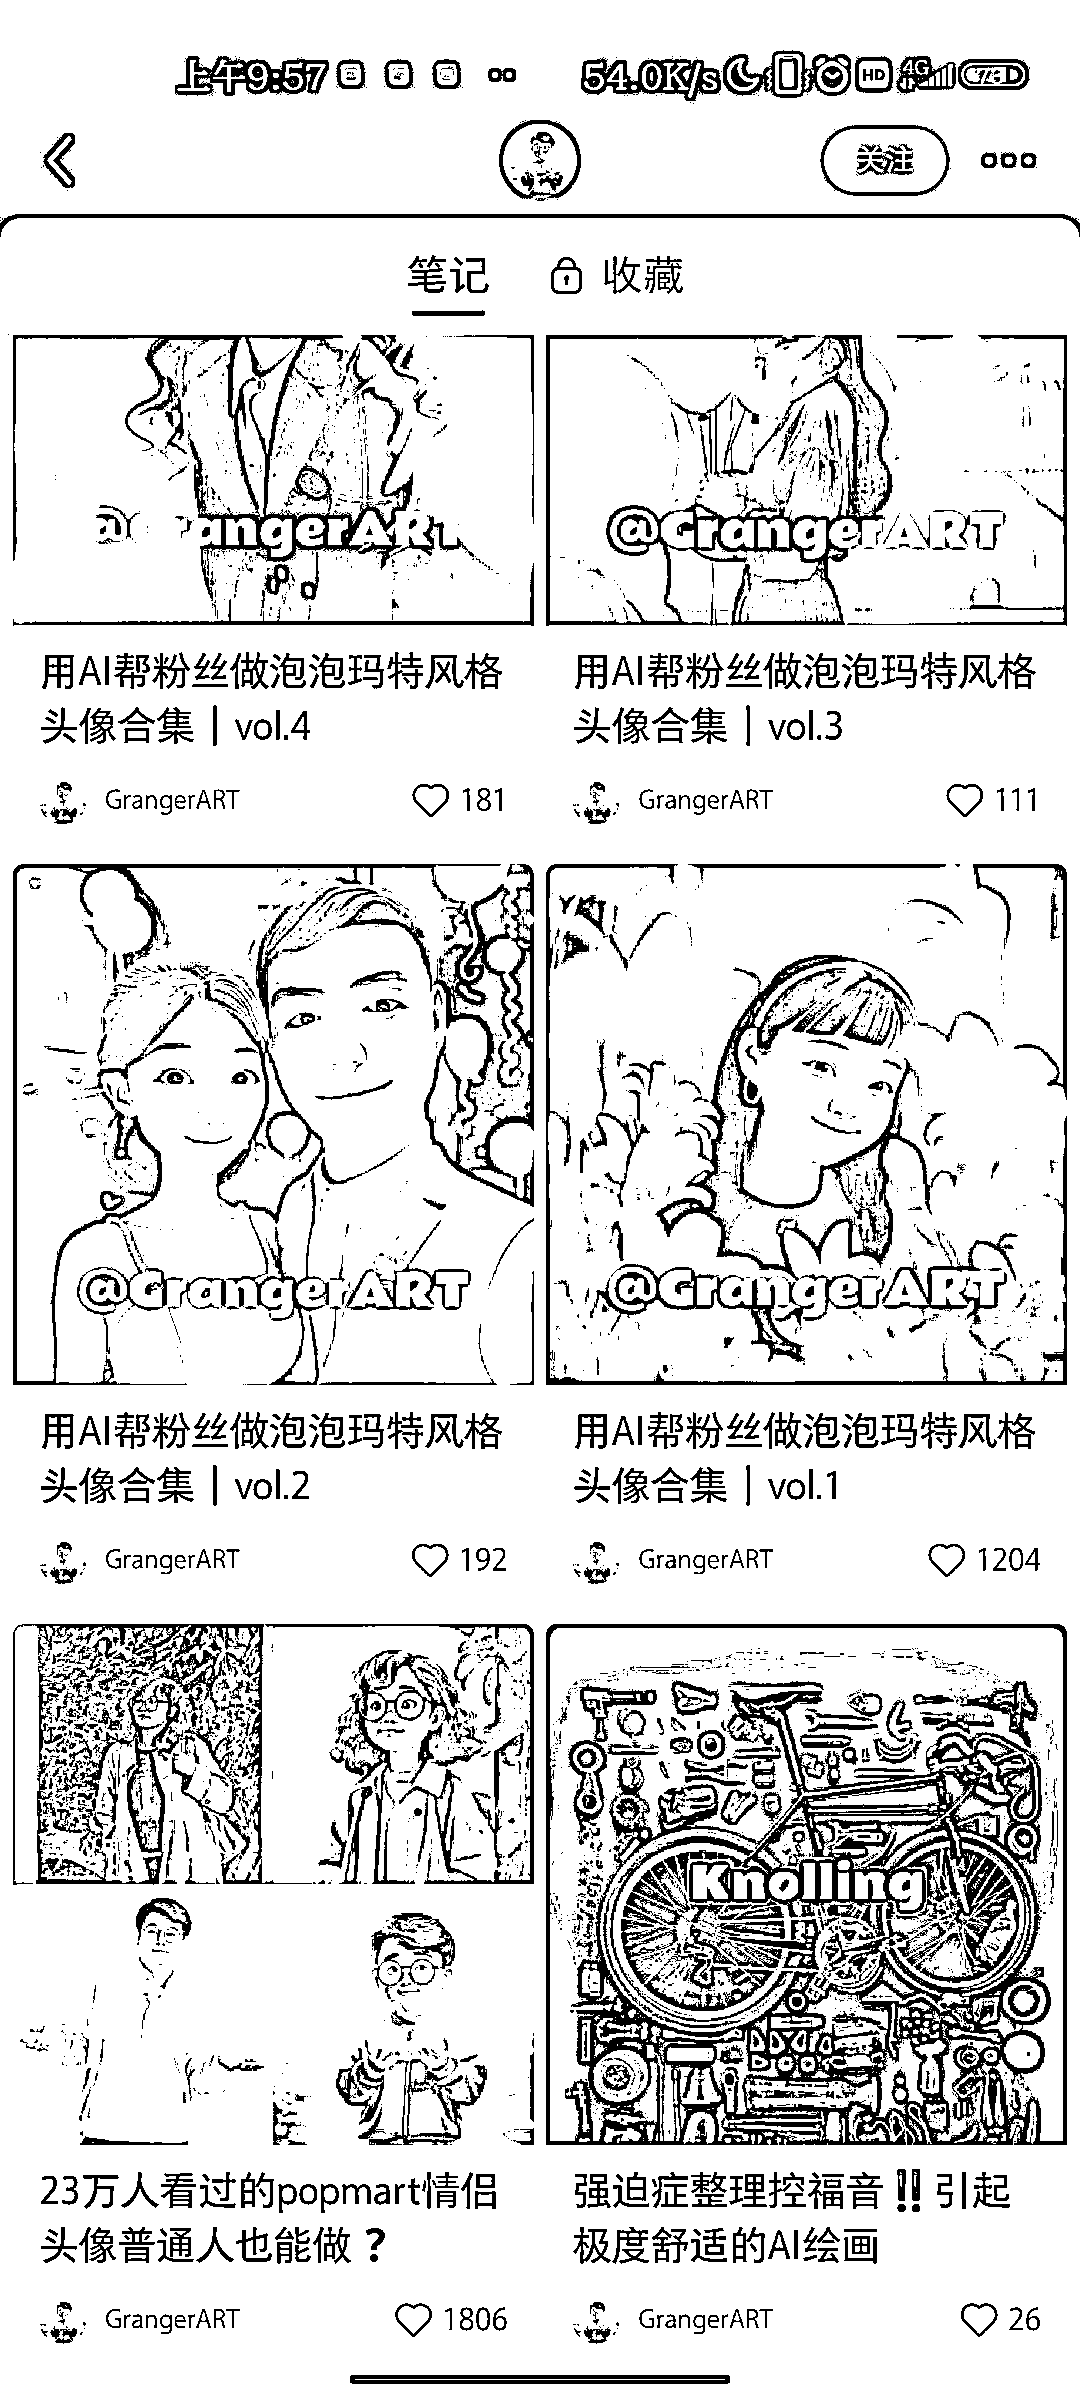 上午9:57 54.0K/s HD 4G
关注
笔记 收藏
@GrangerART
@GrangerART
用AI帮粉丝做泡泡玛特风格
头像合集｜vol.4
GrangerART 181
用AI帮粉丝做泡泡玛特风格
头像合集｜vol.3
GrangerART 111
@GrangerART
@GrangerART
用AI帮粉丝做泡泡玛特风格
头像合集｜vol.2
GrangerART 192
用AI帮粉丝做泡泡玛特风格
头像合集｜vol.1
GrangerART 1204
Knolling
23万人看过的popmart情侣
头像普通人也能做？
GrangerART 1806
强迫症整理控福音‼️引起
极度舒适的AI绘画
GrangerART 26